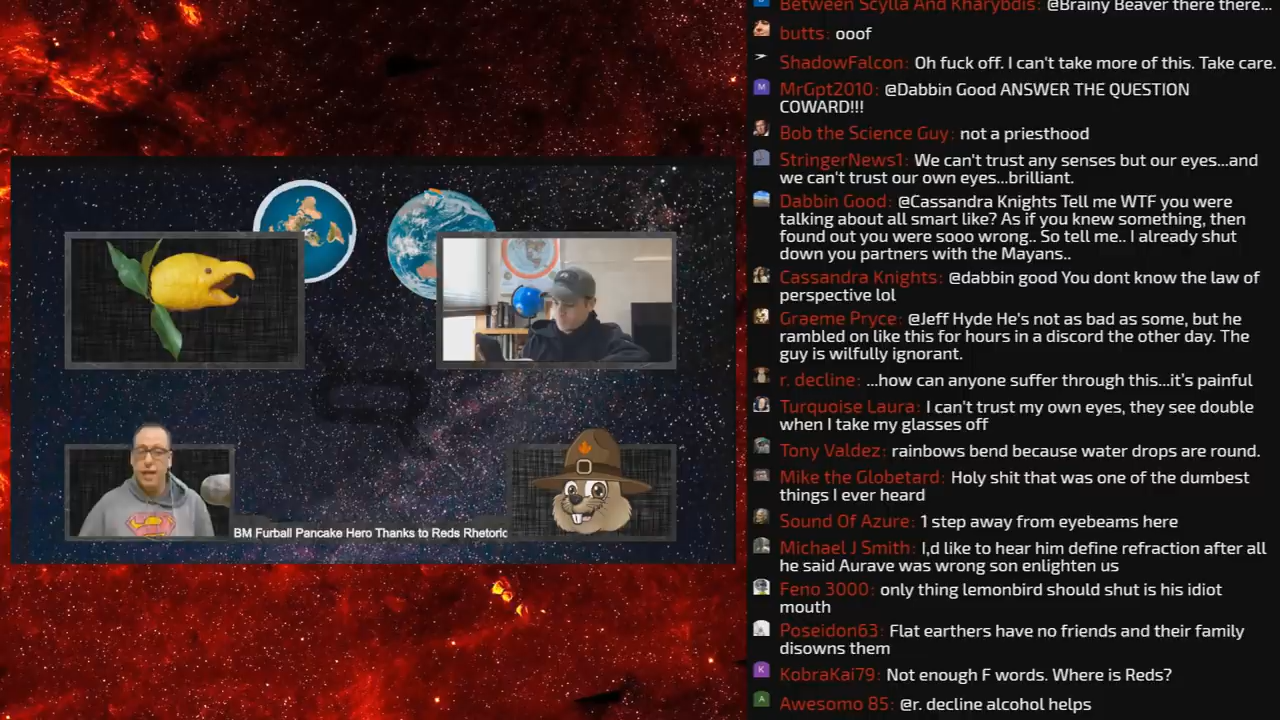 BM Furball Pancake Hero Thanks to Reds Rhetoric
Between Scylla And Kharybdis: @Brainy Beaver there there...
butts: ooof
ShadowFalcon: Oh fuck off. I can't take more of this. Take care.
MrGpt2010: @Dabbin Good ANSWER THE QUESTION
COWARD!!!
Bob the Science Guy: not a priesthood
StringerNews1: We can't trust any senses but our eyes...and
we can't trust our own eyes...brilliant.
Dabbin Good: @Cassandra Knights Tell me WTF you were
talking about all smart like? As if you knew something, then
found out you were sooo wrong.. So tell me.. I already shut
down you partners with the Mayans..
Cassandra Knights: @dabbin good You dont know the law of
perspective lol
Graeme Pryce: @Jeff Hyde He's not as bad as some, but he
rambled on like this for hours in a discord the other day. The
guy is wilfully ignorant.
r. decline: ...how can anyone suffer through this...it's painful
Turquoise Laura: I can't trust my own eyes, they see double
when I take my glasses off
Tony Valdez: rainbows bend because water drops are round.
Mike the Globetard: Holy shit that was one of the dumbest
things I ever heard
Sound Of Azure: 1 step away from eyebeams here
Michael J Smith: I,d like to hear him define refraction after all
he said Aurave was wrong son enlighten us
Feno 3000: only thing lemonbird should shut is his idiot
mouth
Poseidon63: Flat earthers have no friends and their family
disowns them
KobraKai79: Not enough F words. Where is Reds?
Awesomo 85: @r. decline alcohol helps